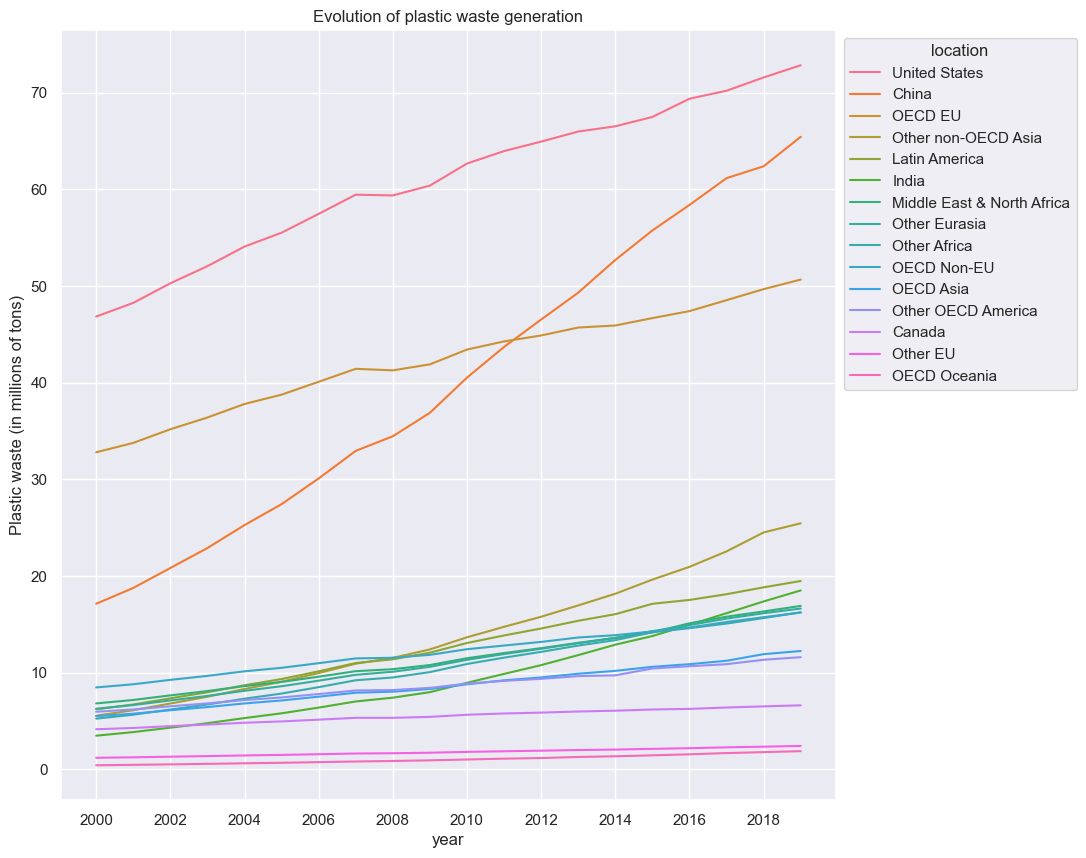 Evolution of plastic waste generation
Plastic waste (in millions of tons)
70
60
50
40
30
20
10
0
2000 2002 2004 2006 2008 2010 2012 2014 2016 2018
year
location
United States
China
OECD EU
Other non-OECD Asia
Latin America
India
Middle East & North Africa
Other Eurasia
Other Africa
OECD Non-EU
OECD Asia
Other OECD America
Canada
Other EU
OECD Oceania